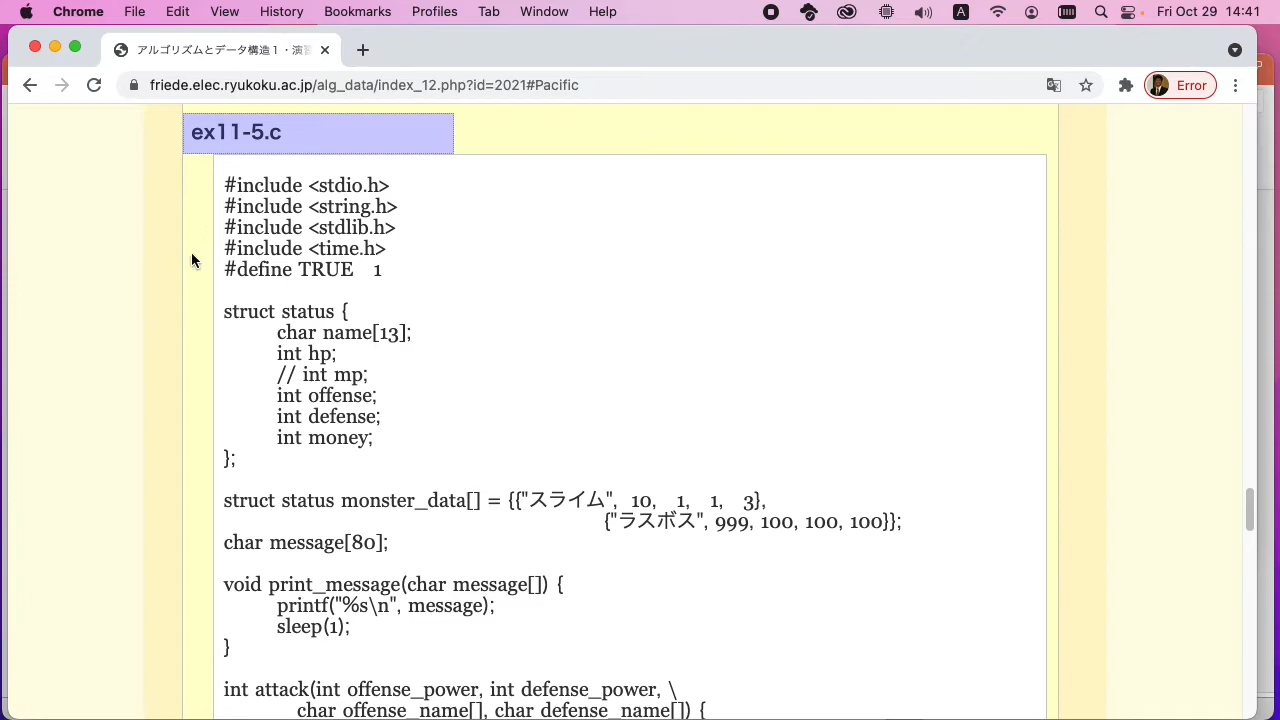 Chrome File Edit View History Bookmarks Profiles Tab Window Help A Fri Oct 29 14:41
アルゴリズムとデータ構造１・演
friede.elec.ryukoku.ac.jp/alg_data/index_12.php?id=2021#Pacific Error
ex11-5.c
#include <stdio.h>
#include <string.h>
#include <stdlib.h>
#include <time.h>
#define TRUE 1
struct status {
char name[13];
int hp;
// int mp;
int offense;
int defense;
int money;
};
struct status monster_data[] = {{"スライム", 10, 1, 1, 3},
{"ラスボス", 999, 100, 100, 100}};
char message[80];
void print_message(char message[]) {
printf("%s\n", message);
sleep(1);
}
int attack(int offense_power, int defense_power, \
char offense_name[], char defense_name[]) {